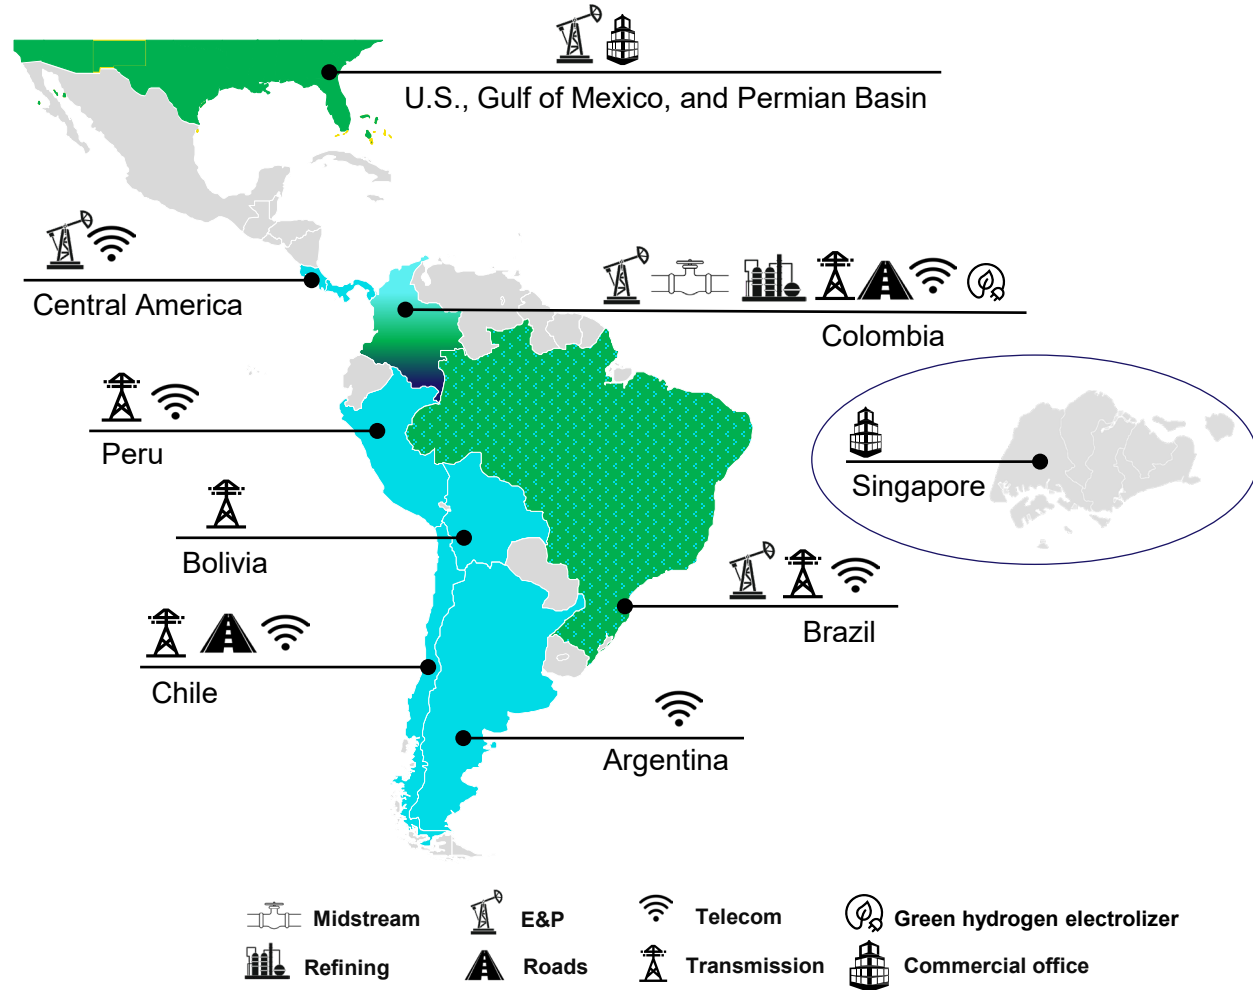 U.S., Gulf of Mexico, and Permian Basin
Central America
Colombia
Peru
Singapore
Bolivia
Brazil
Chile
Argentina
Midstream
E&P
Telecom
Green hydrogen electrolizer
Refining
Roads
Transmission
Commercial office